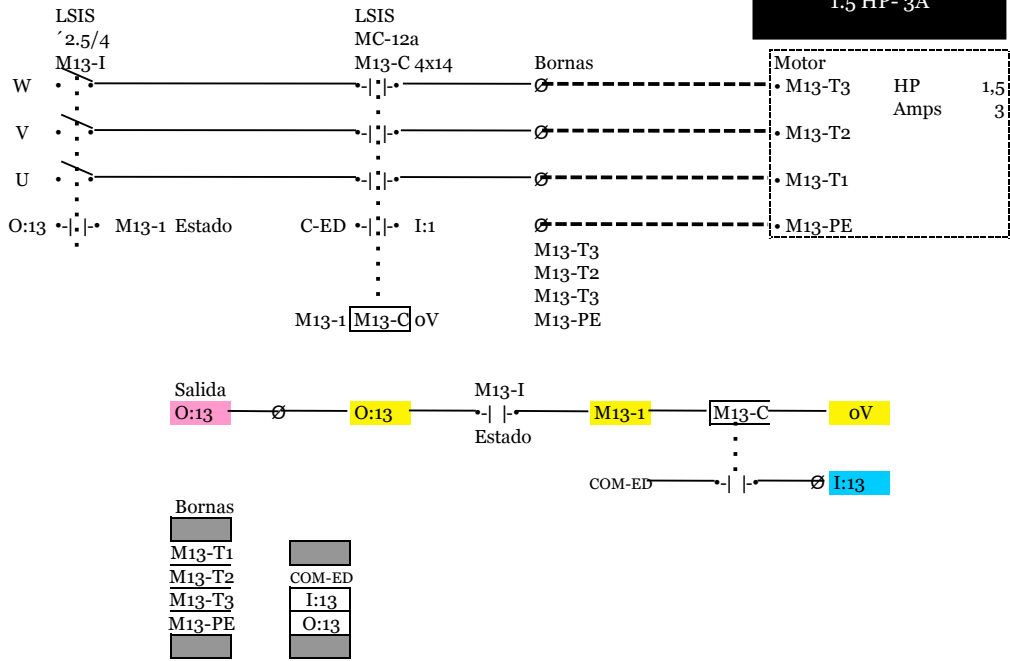 1.5 HP- 3A
LSIS LSIS
´2.5/4 MC-12a
M13-I M13-C 4x14 Bornas Motor
W M13-T3 HP 1,5
Amps 3
V M13-T2
U M13-T1
O:13 M13-1 Estado C-ED I:1 M13-PE
M13-T3
M13-T2
M13-T3
M13-1 M13-C 0V M13-PE
Salida M13-I
O:13 O:13 M13-1 M13-C 0V
Estado
COM-ED I:13
Bornas
M13-T1
M13-T2 COM-ED
M13-T3 I:13
M13-PE O:13